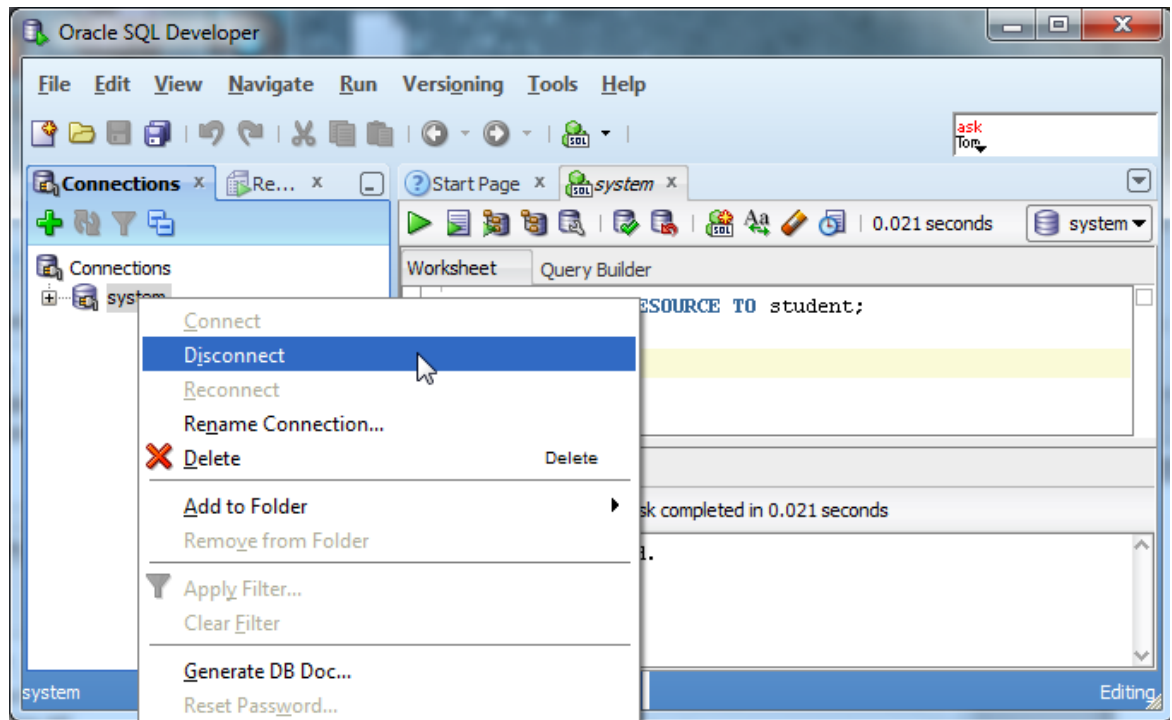 Oracle SQL Developer
File Edit View Navigate Run Versioning Tools Help
ask
Tom
Connections Re... Start Page system
0.021 seconds system
Connections
Worksheet Query Builder
system
TO student;
Connect
Disconnect
Reconnect
Rename Connection...
Delete Delete
Add to Folder
completed in 0.021 seconds
Remove from Folder
Apply Filter...
Clear Filter
Generate DB Doc...
Reset Password...
system Editing